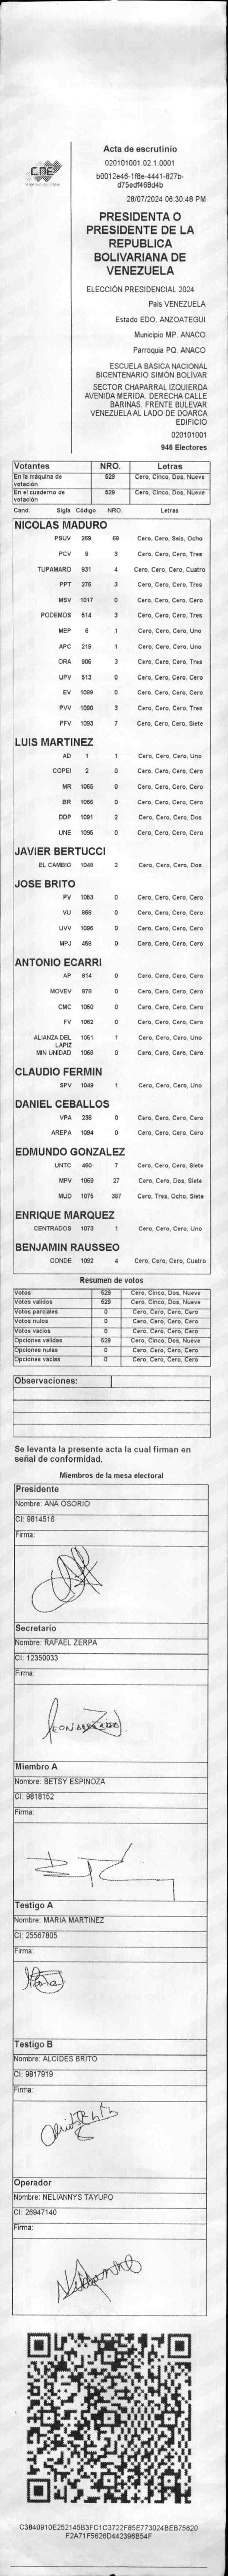 CNE
Acta de escrutinio
020101001.02.1.0001
b0012e46-1f8e-4441-827b-
d75edf468d4b
28/07/2024 06:30:48 PM
PRESIDENTA O
PRESIDENTE DE LA
REPUBLICA
BOLIVARIANA DE
VENEZUELA
ELECCIÓN PRESIDENCIAL 2024
País VENEZUELA
Estado EDO. ANZOATEGUI
Municipio MP. ANACO
Parroquia PQ. ANACO
ESCUELA BASICA NACIONAL
BICENTENARIO SIMÓN BOLÍVAR
SECTOR CHAPARRAL IZQUIERDA
AVENIDA MERIDA. DERECHA CALLE
BARINAS. FRENTE BULEVAR
VENEZUELA AL LADO DE DOARCA
EDIFICIO
020101001
946 Electores
Votantes NRO. Letras
En la máquina de votación 529 Cero, Cinco, Dos, Nueve
En el cuaderno de votación 529 Cero, Cinco, Dos, Nueve
Cand. Sigla Código NRO. Letras
NICOLAS MADURO
PSUV 269 68 Cero, Cero, Seis, Ocho
PCV 9 3 Cero, Cero, Cero, Tres
TUPAMARO 931 4 Cero, Cero, Cero, Cuatro
PPT 276 3 Cero, Cero, Cero, Tres
MSV 1017 0 Cero, Cero, Cero, Cero
PODEMOS 514 3 Cero, Cero, Cero, Tres
MEP 6 1 Cero, Cero, Cero, Uno
APC 219 1 Cero, Cero, Cero, Uno
ORA 906 3 Cero, Cero, Cero, Tres
UPV 513 0 Cero, Cero, Cero, Cero
EV 1089 0 Cero, Cero, Cero, Cero
PVV 1090 3 Cero, Cero, Cero, Tres
PFV 1093 7 Cero, Cero, Cero, Siete
LUIS MARTINEZ
AD 1 1 Cero, Cero, Cero, Uno
COPEI 2 0 Cero, Cero, Cero, Cero
MR 1065 0 Cero, Cero, Cero, Cero
BR 1066 0 Cero, Cero, Cero, Cero
DDP 1091 2 Cero, Cero, Cero, Dos
UNE 1095 0 Cero, Cero, Cero, Cero
JAVIER BERTUCCI
EL CAMBIO 1048 2 Cero, Cero, Cero, Dos
JOSE BRITO
PV 1053 0 Cero, Cero, Cero, Cero
VU 868 0 Cero, Cero, Cero, Cero
UVV 1096 0 Cero, Cero, Cero, Cero
MPJ 458 0 Cero, Cero, Cero, Cero
ANTONIO ECARRI
AP 814 0 Cero, Cero, Cero, Cero
MOVEV 878 0 Cero, Cero, Cero, Cero
CMC 1050 0 Cero, Cero, Cero, Cero
FV 1052 0 Cero, Cero, Cero, Cero
ALIANZA DEL LAPIZ 1051 1 Cero, Cero, Cero, Uno
MIN UNIDAD 1068 0 Cero, Cero, Cero, Cero
CLAUDIO FERMIN
SPV 1049 1 Cero, Cero, Cero, Uno
DANIEL CEBALLOS
VPA 236 0 Cero, Cero, Cero, Cero
AREPA 1094 0 Cero, Cero, Cero, Cero
EDMUNDO GONZALEZ
UNTC 460 7 Cero, Cero, Cero, Siete
MPV 1069 27 Cero, Cero, Dos, Siete
MUD 1075 387 Cero, Tres, Ocho, Siete
ENRIQUE MARQUEZ
CENTRADOS 1073 1 Cero, Cero, Cero, Uno
BENJAMIN RAUSSEO
CONDE 1092 4 Cero, Cero, Cero, Cuatro
Resumen de votos
Votos 529 Cero, Cinco, Dos, Nueve
Votos válidos 529 Cero, Cinco, Dos, Nueve
Votos parciales 0 Cero, Cero, Cero, Cero
Votos nulos 0 Cero, Cero, Cero, Cero
Votos vacíos 0 Cero, Cero, Cero, Cero
Opciones válidas 529 Cero, Cinco, Dos, Nueve
Opciones nulas 0 Cero, Cero, Cero, Cero
Opciones vacías 0 Cero, Cero, Cero, Cero
Observaciones:
Se levanta la presente acta la cual firman en
señal de conformidad.
Miembros de la mesa electoral
Presidente
Nombre: ANA OSORIO
CI: 9814516
Firma:
Secretario
Nombre: RAFAEL ZERPA
CI: 12350033
Firma:
Miembro A
Nombre: BETSY ESPINOZA
CI: 9818152
Firma:
Testigo A
Nombre: MARIA MARTINEZ
CI: 25567805
Firma:
Testigo B
Nombre: ALCIDES BRITO
CI: 9817919
Firma:
Operador
Nombre: NELIANNYS TAYUPO
CI: 26947140
Firma:
C3840910E252145B3FC1C3722F85E773024BEB75620
F2A71F5626D442396B54F